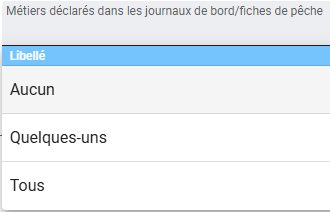 Métiers déclarés dans les journaux de bord/fiches de pêche
Libellé
Aucun
Quelques-uns
Tous